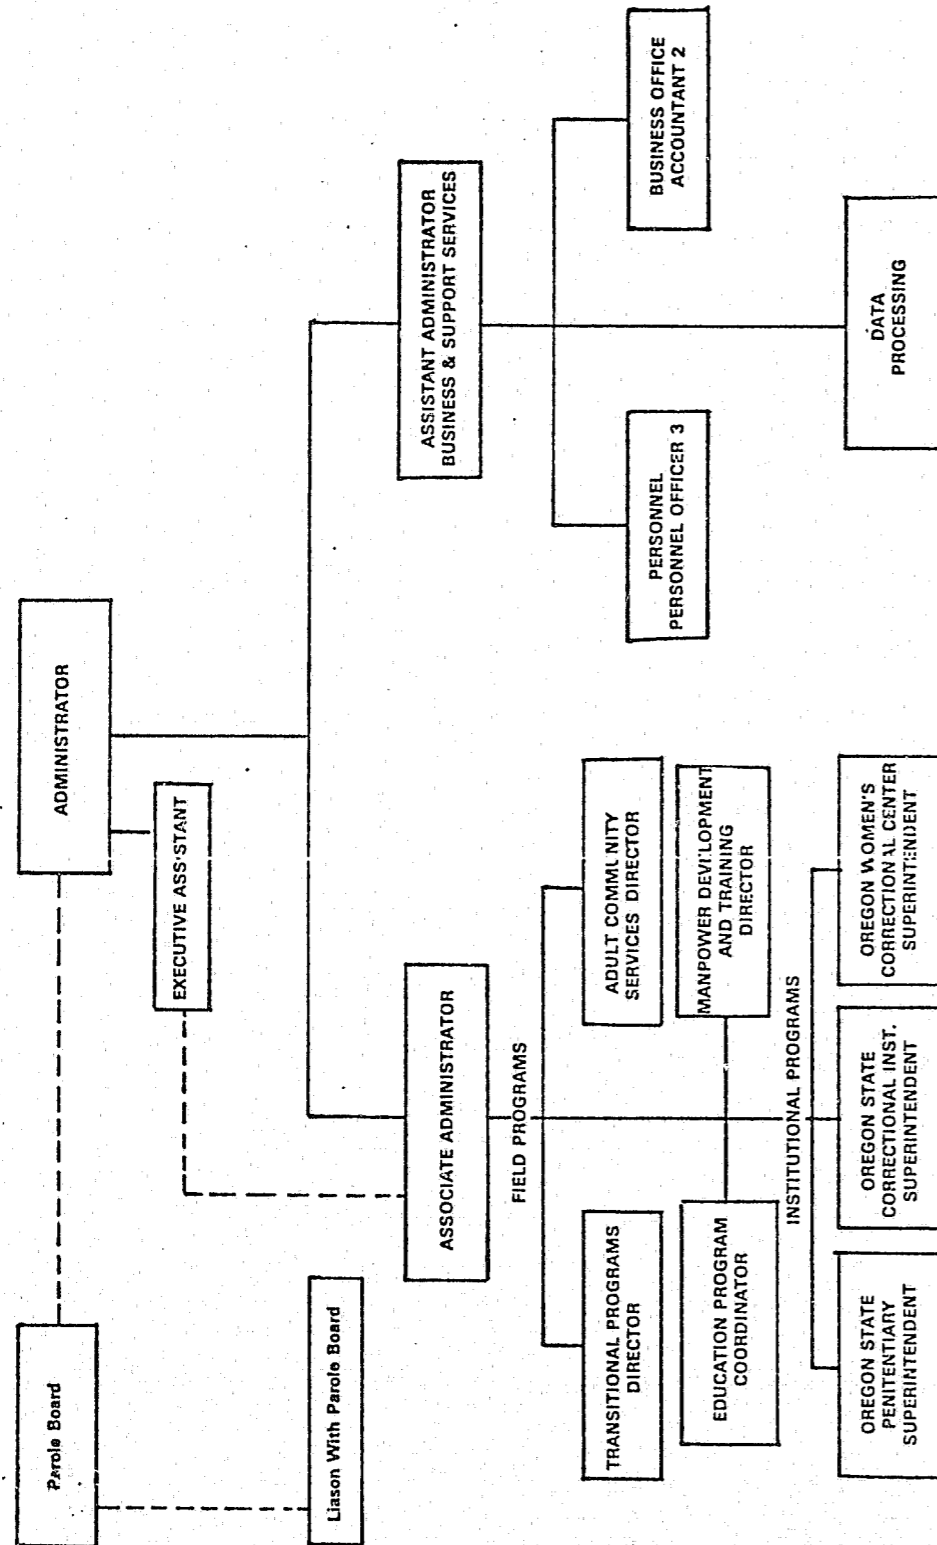 Parole Board
ADMINISTRATOR
EXECUTIVE ASS'STANT
Liason With Parole Board
ASSOCIATE ADMINISTRATOR
ASSISTANT ADMINISTRATOR
BUSINESS & SUPPORT SERVICES
FIELD PROGRAMS
TRANSITIONAL PROGRAMS
DIRECTOR
ADULT COMMUNITY
SERVICES DIRECTOR
PERSONNEL
PERSONNEL OFFICER 3
BUSINESS OFFICE
ACCOUNTANT 2
EDUCATION PROGRAM
COORDINATOR
MANPOWER DEVELOPMENT
AND TRAINING
DIRECTOR
INSTITUTIONAL PROGRAMS
OREGON STATE
PENITENTIARY
SUPERINTENDENT
OREGON STATE
CORRECTIONAL INST.
SUPERINTENDENT
OREGON WOMEN'S
CORRECTIONAL CENTER
SUPERINTENDENT
DATA
PROCESSING